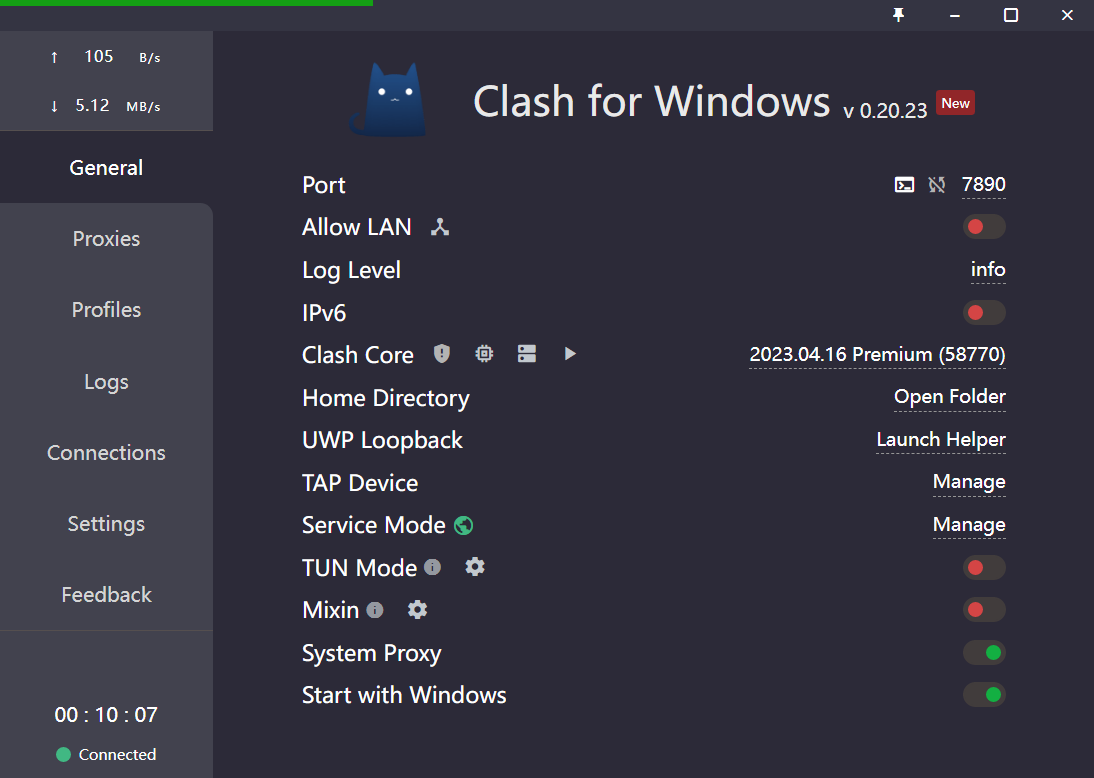 ↑ 105 B/s
↓ 5.12 MB/s
General
Proxies
Profiles
Logs
Connections
Settings
Feedback
00 : 10 : 07
Connected
Clash for Windows v 0.20.23 New
Port 7890
Allow LAN
Log Level info
IPv6
Clash Core 2023.04.16 Premium (58770)
Home Directory Open Folder
UWP Loopback Launch Helper
TAP Device Manage
Service Mode Manage
TUN Mode
Mixin
System Proxy
Start with Windows